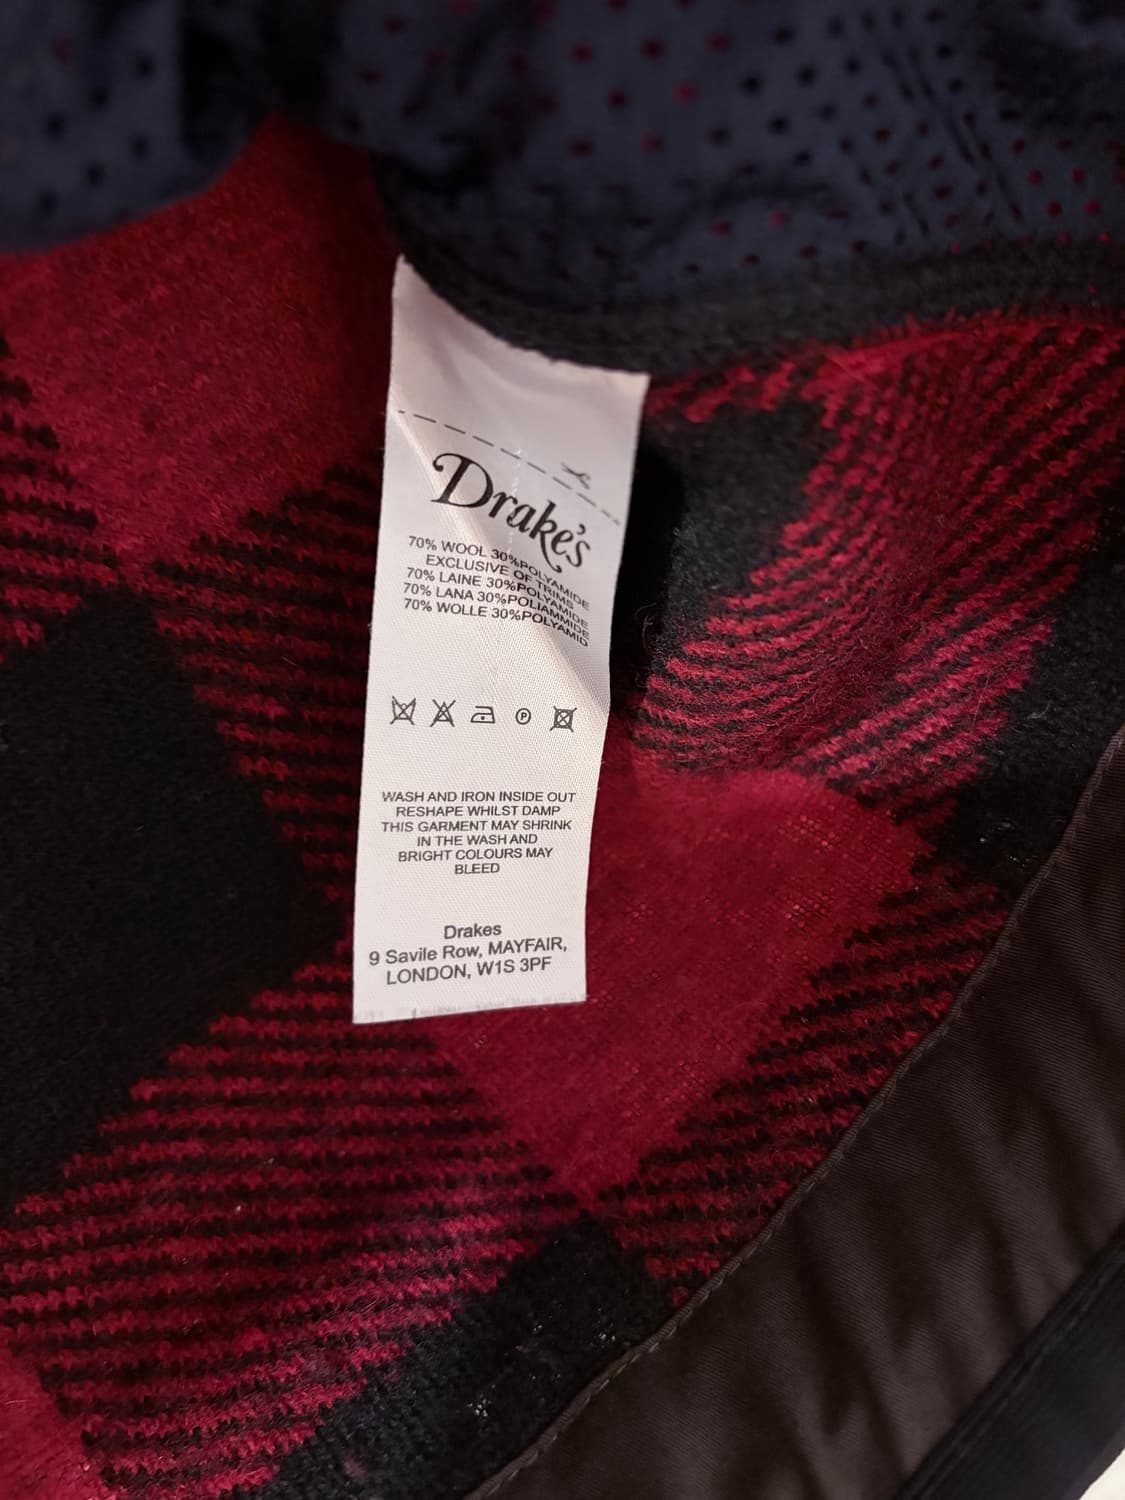 Drake's
70% WOOL 30%POLYAMIDE
EXCLUSIVE OF TRIMS
70% LAINE 30%POLYAMIDE
70% LANA 30%POLIAMMIDE
70% WOLLE 30%POLYAMID
P
WASH AND IRON INSIDE OUT
RESHAPE WHILST DAMP
THIS GARMENT MAY SHRINK
IN THE WASH AND
BRIGHT COLOURS MAY
BLEED
Drakes
9 Savile Row, MAYFAIR,
LONDON, W1S 3PF